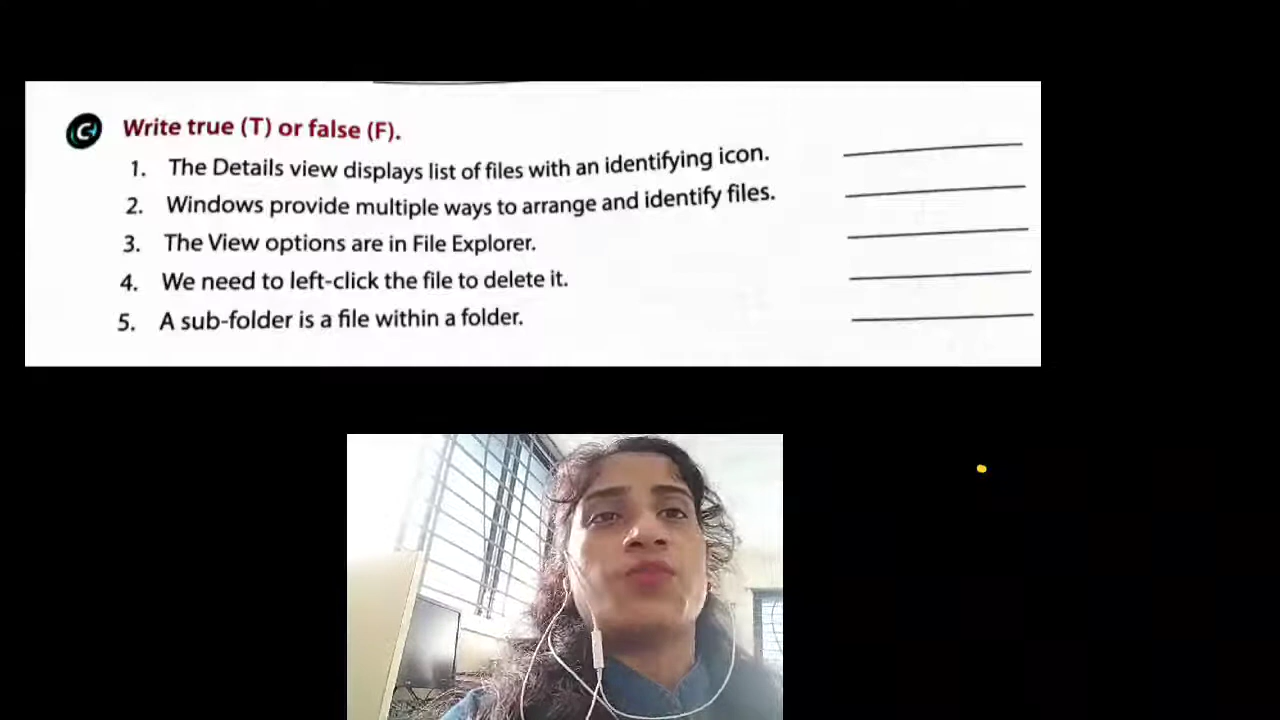 C Write true (T) or false (F).
1. The Details view displays list of files with an identifying icon.
2. Windows provide multiple ways to arrange and identify files.
3. The View options are in File Explorer.
4. We need to left-click the file to delete it.
5. A sub-folder is a file within a folder.